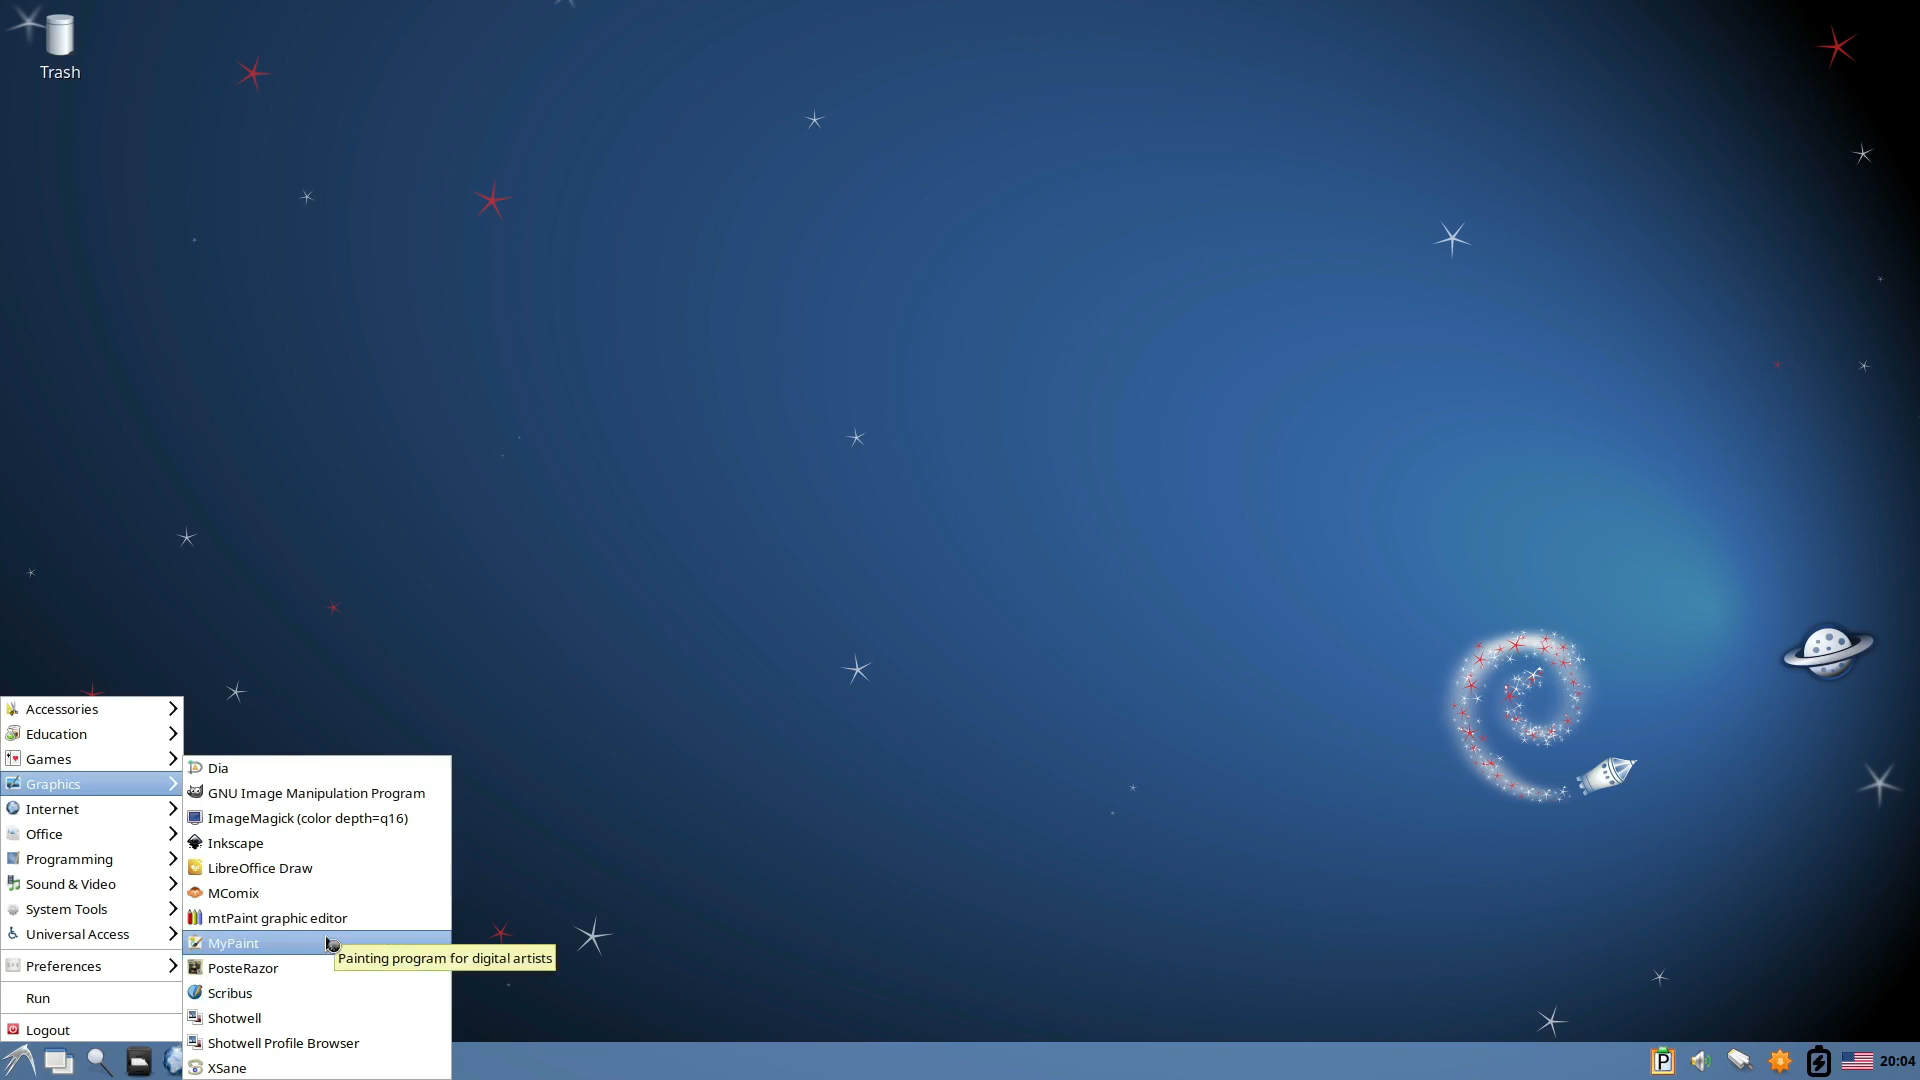 Trash
Accessories
Education
Games
Graphics
Internet
Office
Programming
Sound & Video
System Tools
Universal Access
Preferences
Run
Logout
Dia
GNU Image Manipulation Program
ImageMagick (color depth=q16)
Inkscape
LibreOffice Draw
MComix
mtPaint graphic editor
MyPaint
Painting program for digital artists
PosteRazor
Scribus
Shotwell
Shotwell Profile Browser
XSane
P
20:04